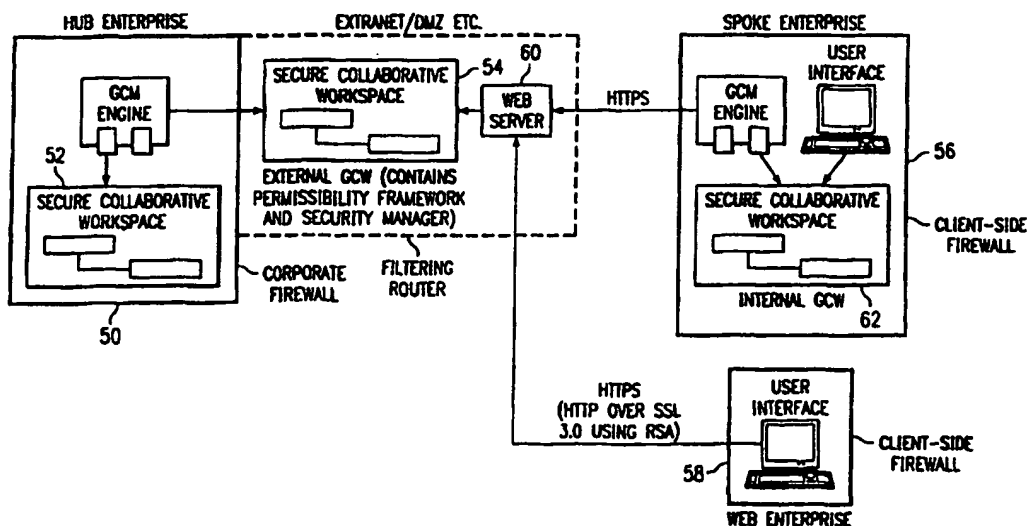 HUB ENTERPRISE
GCM
ENGINE
52
SECURE COLLABORATIVE
WORKSPACE
50
CORPORATE
FIREWALL
EXTRANET/DMZ ETC.
SECURE COLLABORATIVE
WORKSPACE
54
60
WEB
SERVER
EXTERNAL GCW (CONTAINS
PERMISSIBILITY FRAMEWORK
AND SECURITY MANAGER)
FILTERING
ROUTER
HTTPS
SPOKE ENTERPRISE
GCM
ENGINE
USER
INTERFACE
56
SECURE COLLABORATIVE
WORKSPACE
INTERNAL GCW
62
CLIENT-SIDE
FIREWALL
HTTPS
(HTTP OVER SSL
3.0 USING RSA)
USER
INTERFACE
58
CLIENT-SIDE
FIREWALL
WEB ENTERPRISE